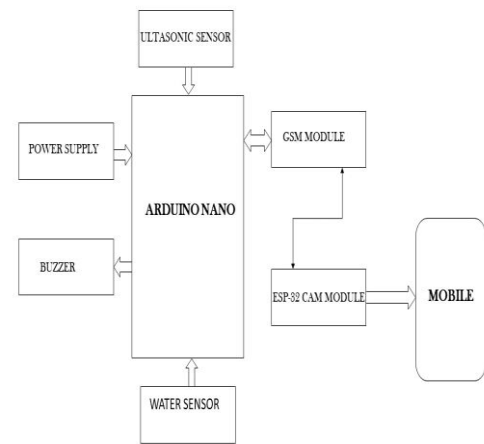 ULTASONIC SENSOR
POWER SUPPLY
GSM MODULE
ARDUINO NANO
BUZZER
ESP-32 CAM MODULE
MOBILE
WATER SENSOR